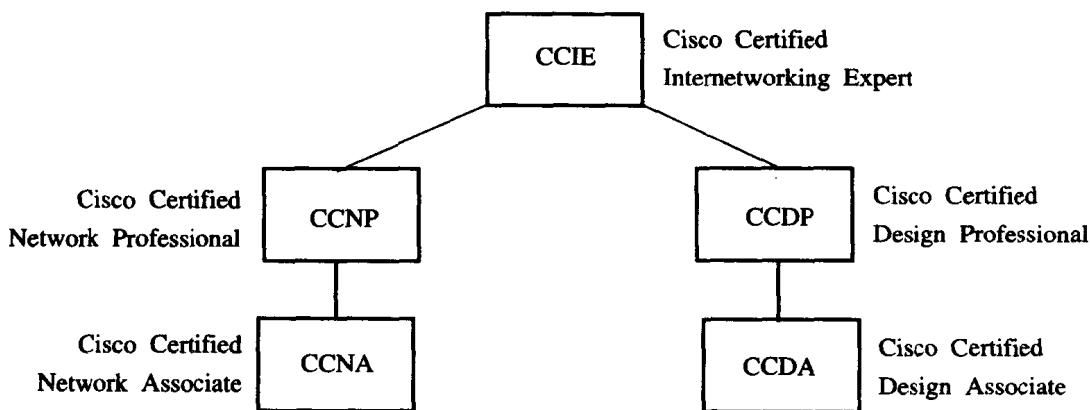 CCIE
Cisco Certified
Internetworking Expert
Cisco Certified
Network Professional
CCNP
CCDP
Cisco Certified
Design Professional
Cisco Certified
Network Associate
CCNA
CCDA
Cisco Certified
Design Associate